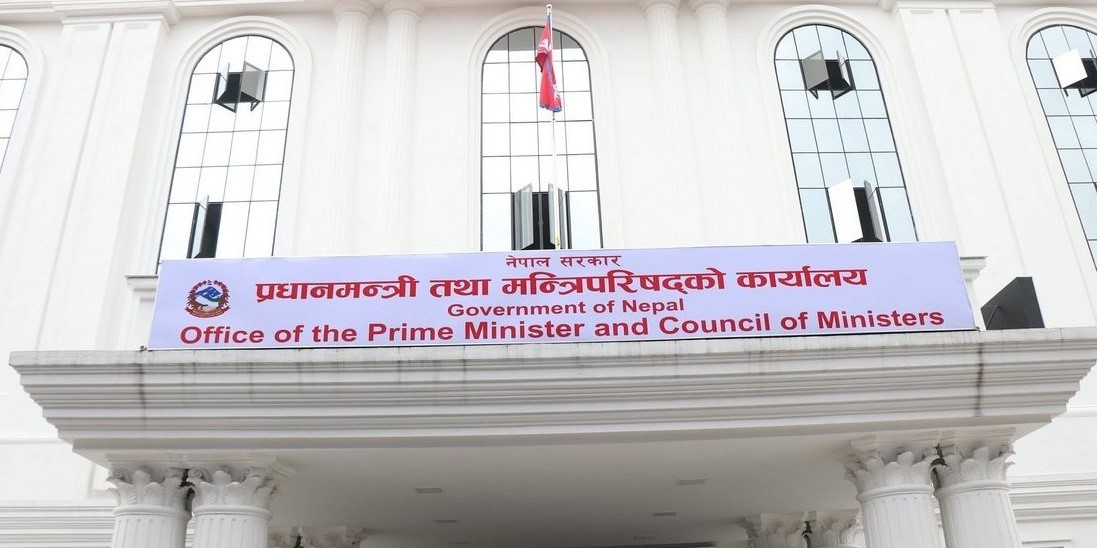 नेपाल सरकार
प्रधानमन्त्री तथा मन्त्रिपरिषद्को कार्यालय
Government of Nepal
Office of the Prime Minister and Council of Ministers